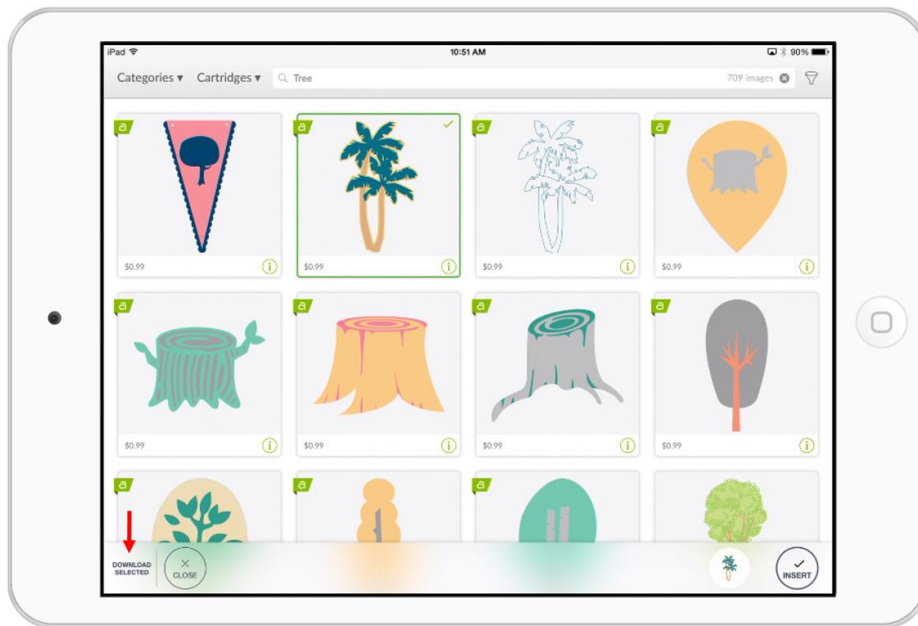 iPad 10:51 AM 90%
Categories ▾ Cartridges ▾ Tree 709 images
a a a a
$0.99 i $0.99 i $0.99 i $0.99 i
a a a a
$0.99 i $0.99 i $0.99 i $0.99 i
a a a
DOWNLOAD
SELECTED
CLOSE
INSERT